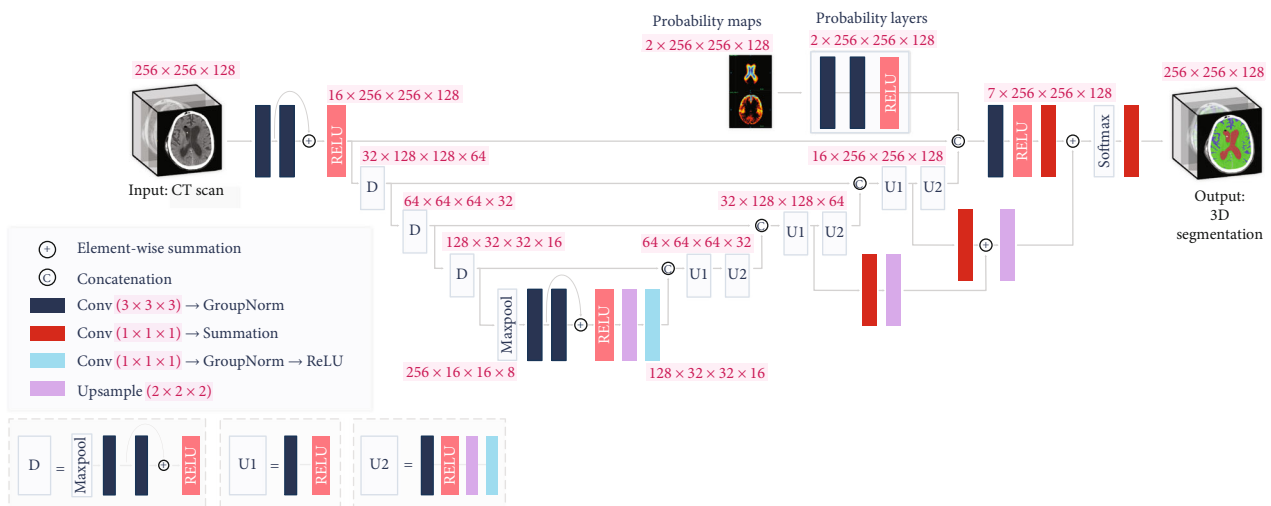 Probability maps
2 × 256 × 256 × 128
Probability layers
2 × 256 × 256 × 128
RELU
256 × 256 × 128
Input: CT scan
+
16 × 256 × 256 × 128
RELU
32 × 128 × 128 × 64
D
64 × 64 × 64 × 32
D
128 × 32 × 32 × 16
D
Maxpool
256 × 16 × 16 × 8
+
RELU
128 × 32 × 32 × 16
64 × 64 × 64 × 32
C
U1
U2
32 × 128 × 128 × 64
C
U1
U2
16 × 256 × 256 × 128
C
U1
U2
C
7 × 256 × 256 × 128
RELU
+
+
Softmax
256 × 256 × 128
Output:
3D
segmentation
+ Element-wise summation
C Concatenation
Conv (3 × 3 × 3) → GroupNorm
Conv (1 × 1 × 1) → Summation
Conv (1 × 1 × 1) → GroupNorm → ReLU
Upsample (2 × 2 × 2)
D = Maxpool + RELU
U1 = RELU
U2 = RELU